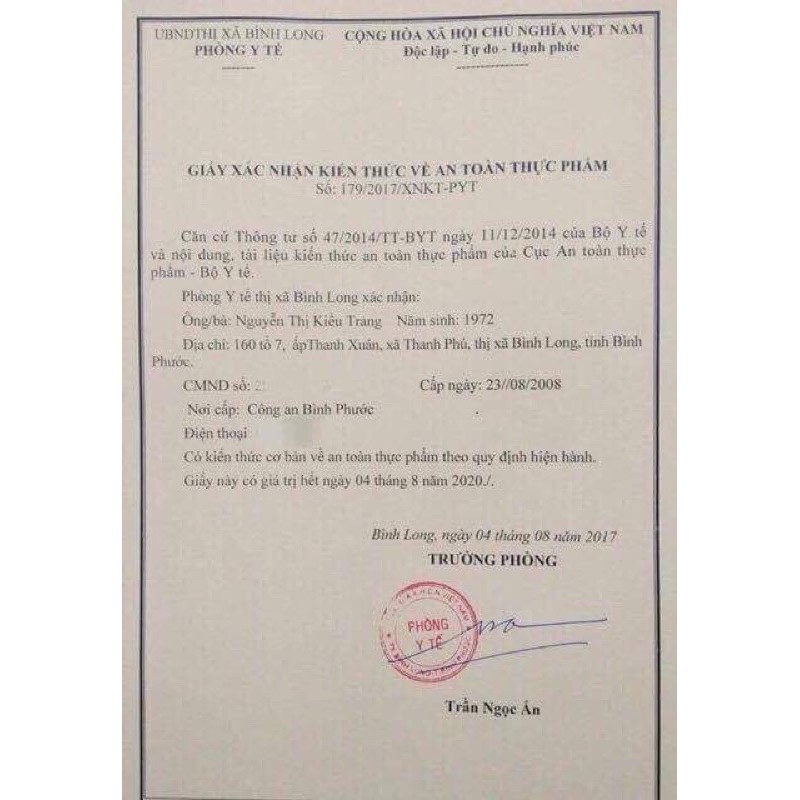 UBNDTHỊ XÃ BÌNH LONG
PHÒNG Y TẾ
CỘNG HÒA XÃ HỘI CHỦ NGHĨA VIỆT NAM
Độc lập - Tự do - Hạnh phúc
GIẤY XÁC NHẬN KIẾN THỨC VỀ AN TOÀN THỰC PHẨM
Số: 179/2017/XNKT-PYT
Căn cứ Thông tư số 47/2014/TT-BYT ngày 11/12/2014 của Bộ Y tế
và nội dung, tài liệu kiến thức an toàn thực phẩm của Cục An toàn thực
phẩm - Bộ Y tế.
Phòng Y tế thị xã Bình Long xác nhận:
Ông/bà: Nguyễn Thị Kiều Trảng Năm sinh: 1972
Địa chỉ: 160 tổ 7, ấpThanh Xuân, xã Thanh Phú, thị xã Bình Long, tỉnh Bình
Phước.
CMND số: 2 Cấp ngày: 23//08/2008
Nơi cấp: Công an Bình Phước
Điện thoại
Có kiến thức cơ bản về an toàn thực phẩm theo quy định hiện hành.
Giấy này có giá trị hết ngày 04 tháng 8 năm 2020./.
Bình Long, ngày 04 tháng 08 năm 2017
TRƯỞNG PHÒNG
PHÒNG
Y TẾ
Trần Ngọc Ẩn